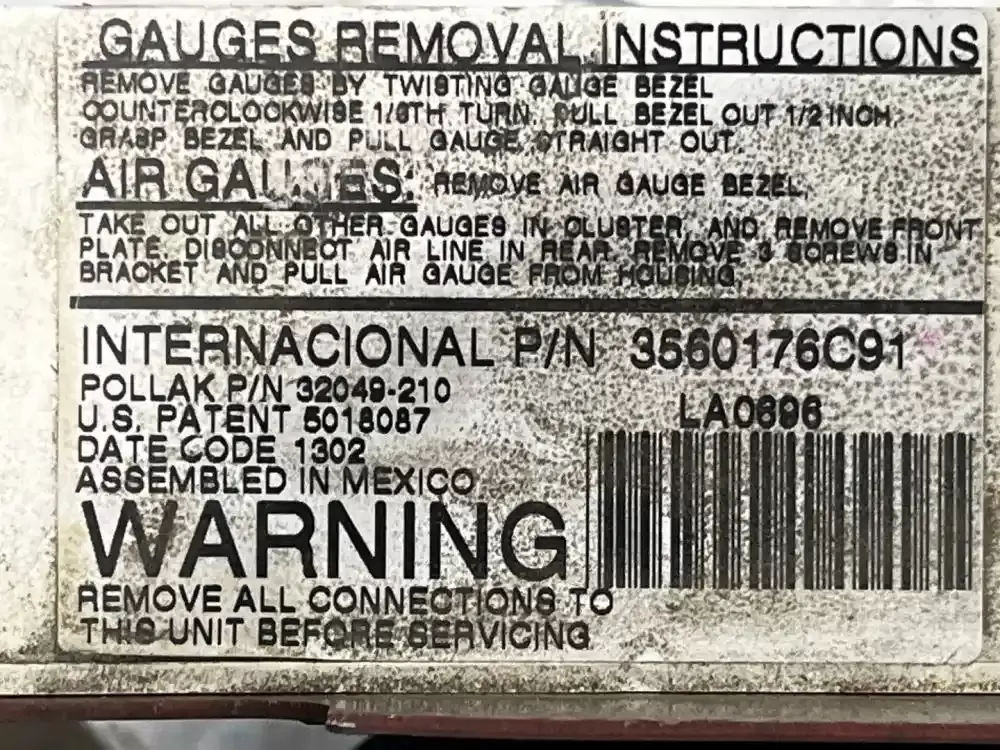 GAUGES REMOVAL INSTRUCTIONS
REMOVE GAUGES BY TWISTING GAUGE BEZEL
COUNTERCLOCKWISE 1/8TH TURN. PULL BEZEL OUT 1/2 INCH.
GRASP BEZEL AND PULL GAUGE STRAIGHT OUT.
AIR GAUGES: REMOVE AIR GAUGE BEZEL,
TAKE OUT ALL OTHER GAUGES IN CLUSTER, AND REMOVE FRONT
PLATE. DISCONNECT AIR LINE IN REAR. REMOVE 3 SCREWS IN
BRACKET AND PULL AIR GAUGE FROM HOUSING.
INTERNACIONAL P/N 3560176C91
POLLAK P/N 32049-210
U.S. PATENT 5018087
LA0696
DATE CODE 1302
ASSEMBLED IN MEXICO
WARNING
REMOVE ALL CONNECTIONS TO
THIS UNIT BEFORE SERVICING